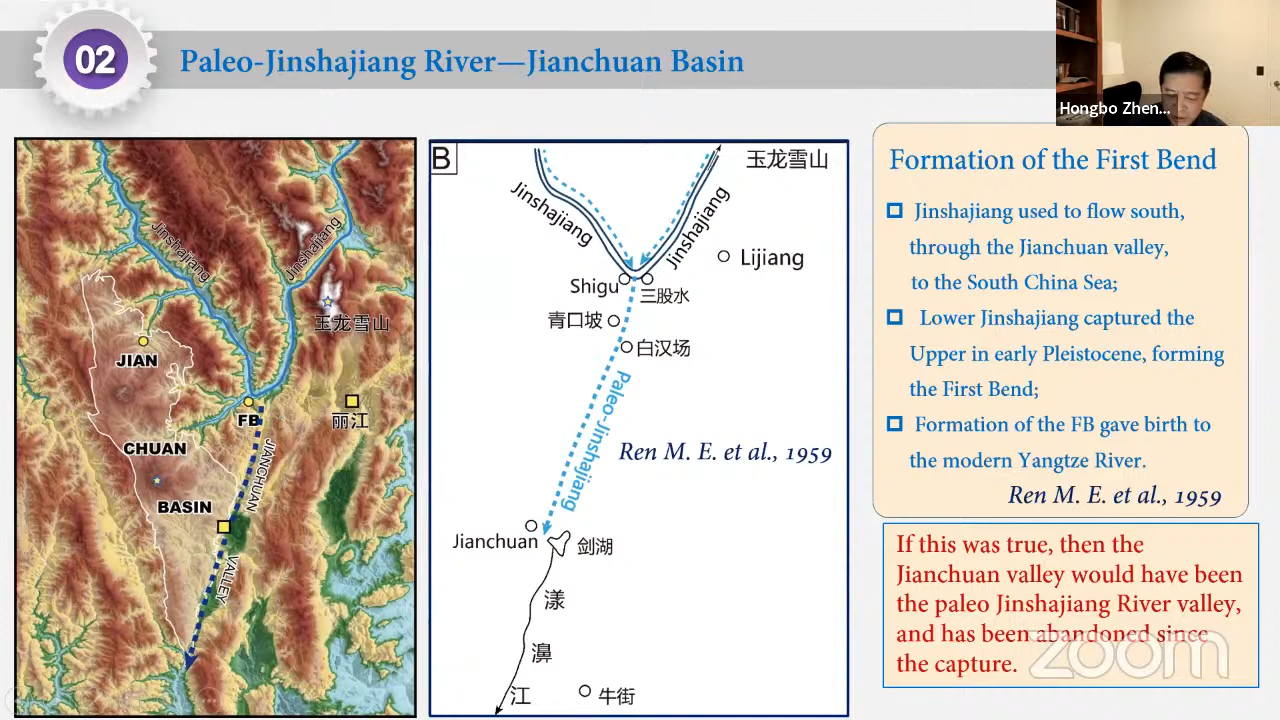 02
Paleo-Jinshajiang River—Jianchuan Basin
Hongbo Zhen...
Jinshajiang
Jinshajiang
玉龙雪山
JIAN
FB
丽江
CHUAN
JIANCHUAN
BASIN
VALLEY
B
玉龙雪山
Jinshajiang
Jinshajiang
Lijiang
Shigu
三股水
青口坡
白汉场
Paleo-Jinshajiang
Ren M. E. et al., 1959
Jianchuan
剑湖
漾
濞
江
牛街
Formation of the First Bend
Jinshajiang used to flow south,
through the Jianchuan valley,
to the South China Sea;
Lower Jinshajiang captured the
Upper in early Pleistocene, forming
the First Bend;
Formation of the FB gave birth to
the modern Yangtze River.
Ren M. E. et al., 1959
If this was true, then the
Jianchuan valley would have been
the paleo Jinshajiang River valley,
and has been abandoned since
the capture.
zoom